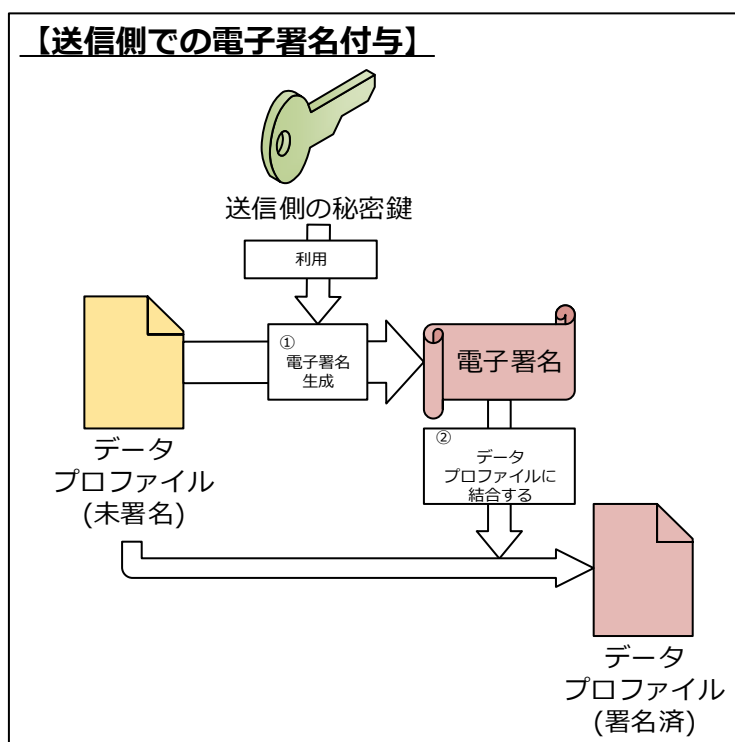 【送信側での電子署名付与】
送信側の秘密鍵
利用
①
電子署名
生成
電子署名
データ
プロファイル
(未署名)
②
データ
プロファイルに
結合する
データ
プロファイル
(署名済)